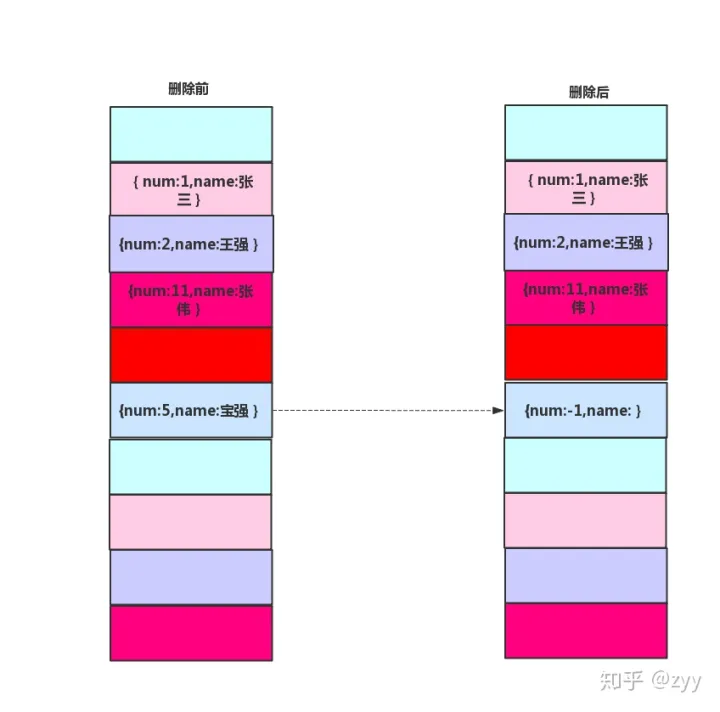 删除前
删除后
{ num:1,name:张
三 }
{num:2,name:王强 }
{num:11,name:张
伟 }
{num:5,name:宝强 }
{ num:1,name:张
三 }
{num:2,name:王强 }
{num:11,name:张
伟 }
{num:-1,name: }
知乎 @zyy